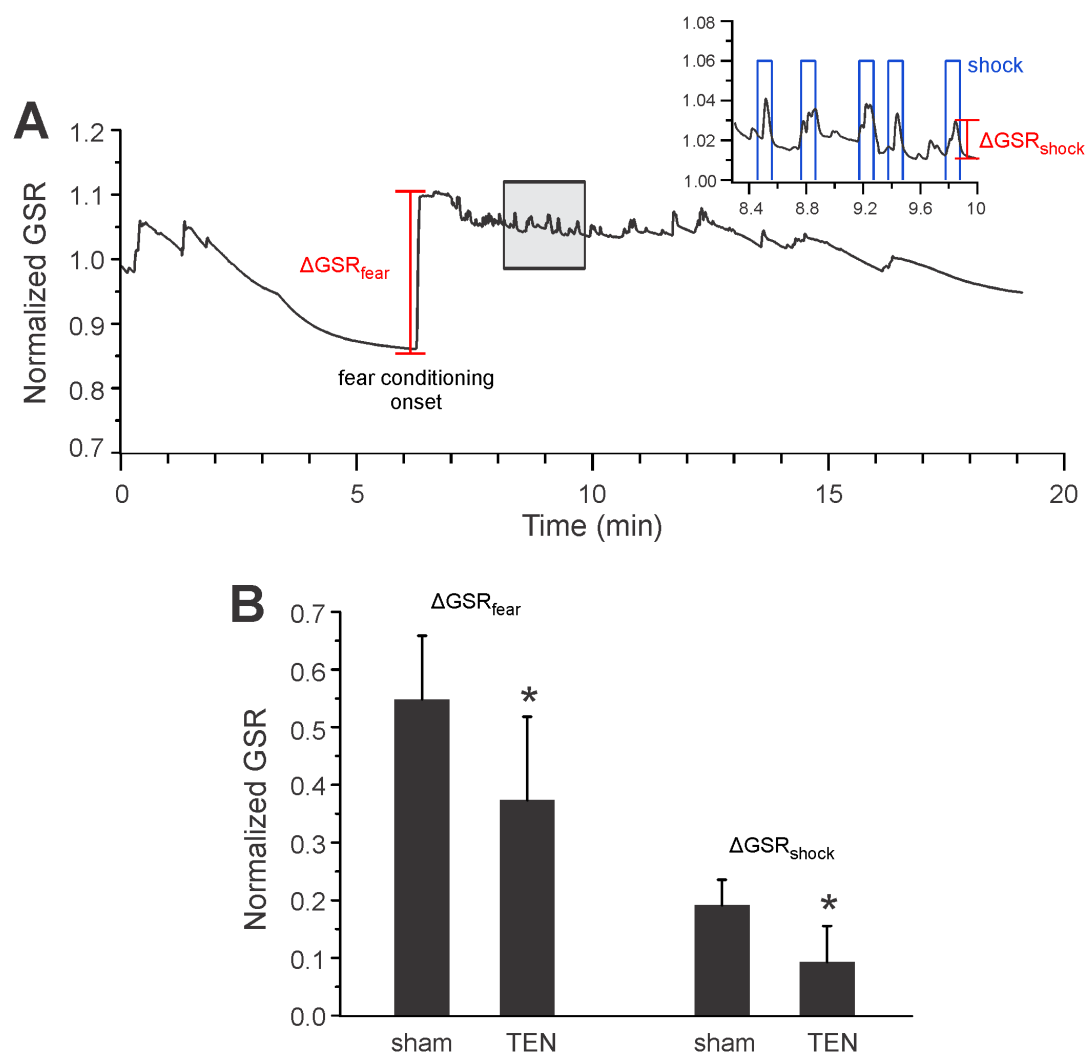 A
Normalized GSR
1.2
1.1
1.0
0.9
0.8
0.7
0
5
10
15
20
Time (min)
ΔGSRfear
fear conditioning
onset
1.08
1.06
1.04
1.02
1.00
8.4
8.8
9.2
9.6
10
shock
ΔGSRshock
B
Normalized GSR
0.7
0.6
0.5
0.4
0.3
0.2
0.1
0.0
ΔGSRfear
*
ΔGSRshock
*
sham
TEN
sham
TEN